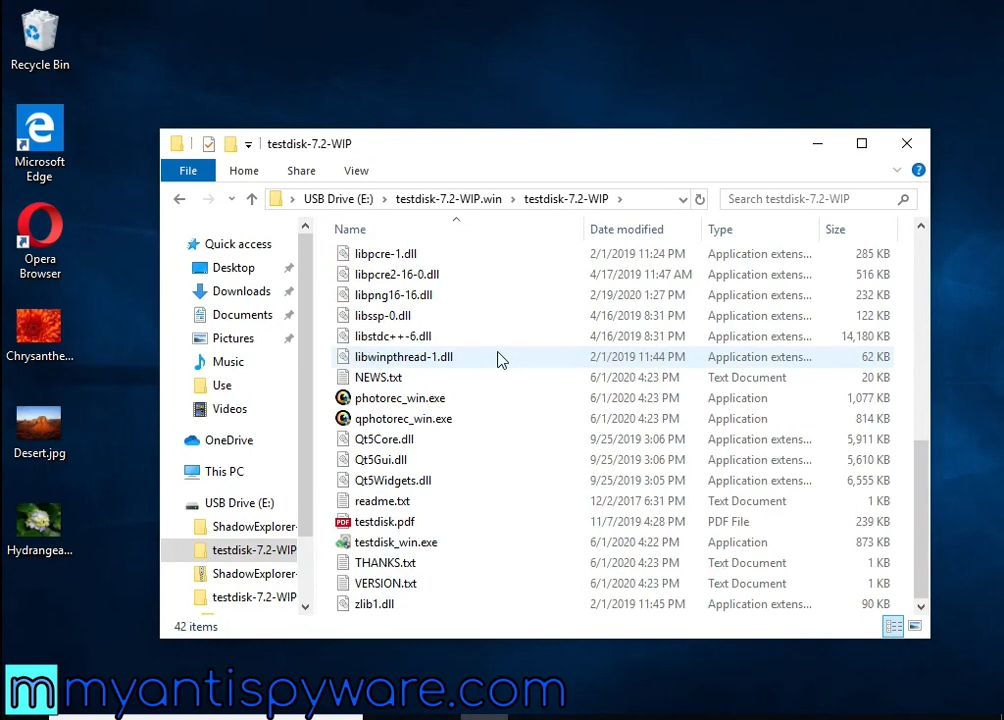 Recycle Bin
Microsoft
Edge
Opera
Browser
Chrysanthe...
Desert.jpg
Hydrangea...
testdisk-7.2-WIP
File Home Share View
USB Drive (E:) testdisk-7.2-WIP.win testdisk-7.2-WIP Search testdisk-7.2-WIP
Quick access
Desktop
Downloads
Documents
Pictures
Music
Use
Videos
OneDrive
This PC
USB Drive (E:)
ShadowExplorer-
testdisk-7.2-WIP
ShadowExplorer-
testdisk-7.2-WIP
Name Date modified Type Size
libpcre-1.dll 2/1/2019 11:24 PM Application extens... 285 KB
libpcre2-16-0.dll 4/17/2019 11:47 AM Application extens... 516 KB
libpng16-16.dll 2/19/2020 1:27 PM Application extens... 232 KB
libssp-0.dll 4/16/2019 8:31 PM Application extens... 122 KB
libstdc++-6.dll 4/16/2019 8:31 PM Application extens... 14,180 KB
libwinpthread-1.dll 2/1/2019 11:44 PM Application extens... 62 KB
NEWS.txt 6/1/2020 4:23 PM Text Document 20 KB
photorec_win.exe 6/1/2020 4:23 PM Application 1,077 KB
qphotorec_win.exe 6/1/2020 4:23 PM Application 814 KB
Qt5Core.dll 9/25/2019 3:06 PM Application extens... 5,911 KB
Qt5Gui.dll 9/25/2019 3:06 PM Application extens... 5,610 KB
Qt5Widgets.dll 9/25/2019 3:05 PM Application extens... 6,555 KB
readme.txt 12/2/2017 6:31 PM Text Document 1 KB
PDF testdisk.pdf 11/7/2019 4:28 PM PDF File 239 KB
testdisk_win.exe 6/1/2020 4:22 PM Application 873 KB
THANKS.txt 6/1/2020 4:23 PM Text Document 1 KB
VERSION.txt 6/1/2020 4:23 PM Text Document 1 KB
zlib1.dll 2/1/2019 11:45 PM Application extens... 90 KB
42 items
m myantispyware.com